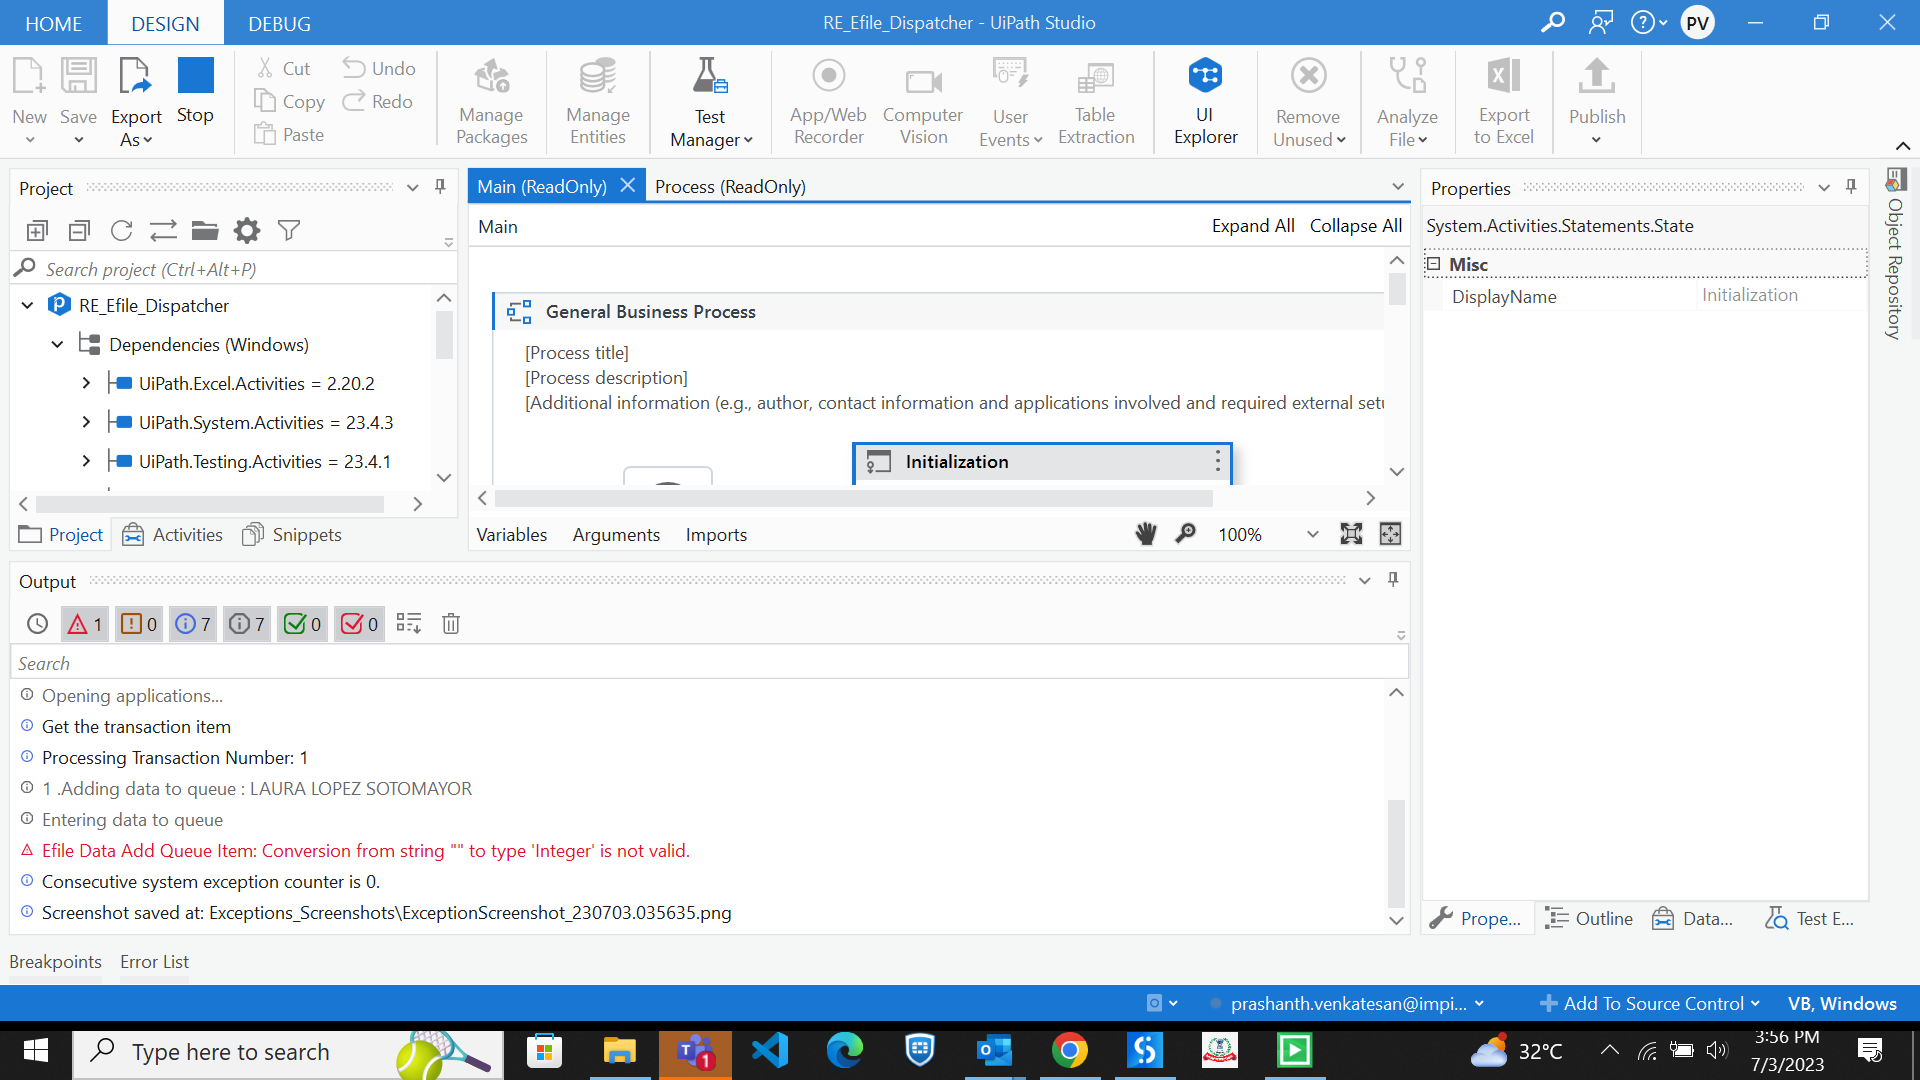 HOME DESIGN DEBUG RE_Efile_Dispatcher - UiPath Studio PV
New Save Export As Stop
Cut Copy Paste Undo Redo
Manage Packages
Manage Entities
Test Manager
App/Web Recorder
Computer Vision
User Events
Table Extraction
UI Explorer
Remove Unused
Analyze File
Export to Excel
Publish
Project
Search project (Ctrl+Alt+P)
RE_Efile_Dispatcher
Dependencies (Windows)
UiPath.Excel.Activities = 2.20.2
UiPath.System.Activities = 23.4.3
UiPath.Testing.Activities = 23.4.1
Project Activities Snippets
Main (ReadOnly) Process (ReadOnly)
Main Expand All Collapse All
General Business Process
[Process title]
[Process description]
[Additional information (e.g., author, contact information and applications involved and required external
Initialization
Variables Arguments Imports 100%
Properties
System.Activities.Statements.State
Misc
DisplayName Initialization
Object Repository
Prope... Outline Data... Test E...
Output
1 0 7 7 0 0
Search
Opening applications...
Get the transaction item
Processing Transaction Number: 1
1 .Adding data to queue : LAURA LOPEZ SOTOMAYOR
Entering data to queue
Efile Data Add Queue Item: Conversion from string "" to type 'Integer' is not valid.
Consecutive system exception counter is 0.
Screenshot saved at: Exceptions_Screenshots\ExceptionScreenshot_230703.035635.png
Breakpoints Error List
prashanth.venkatesan@impi... Add To Source Control VB, Windows
Type here to search 1 32°C 3:56 PM
7/3/2023